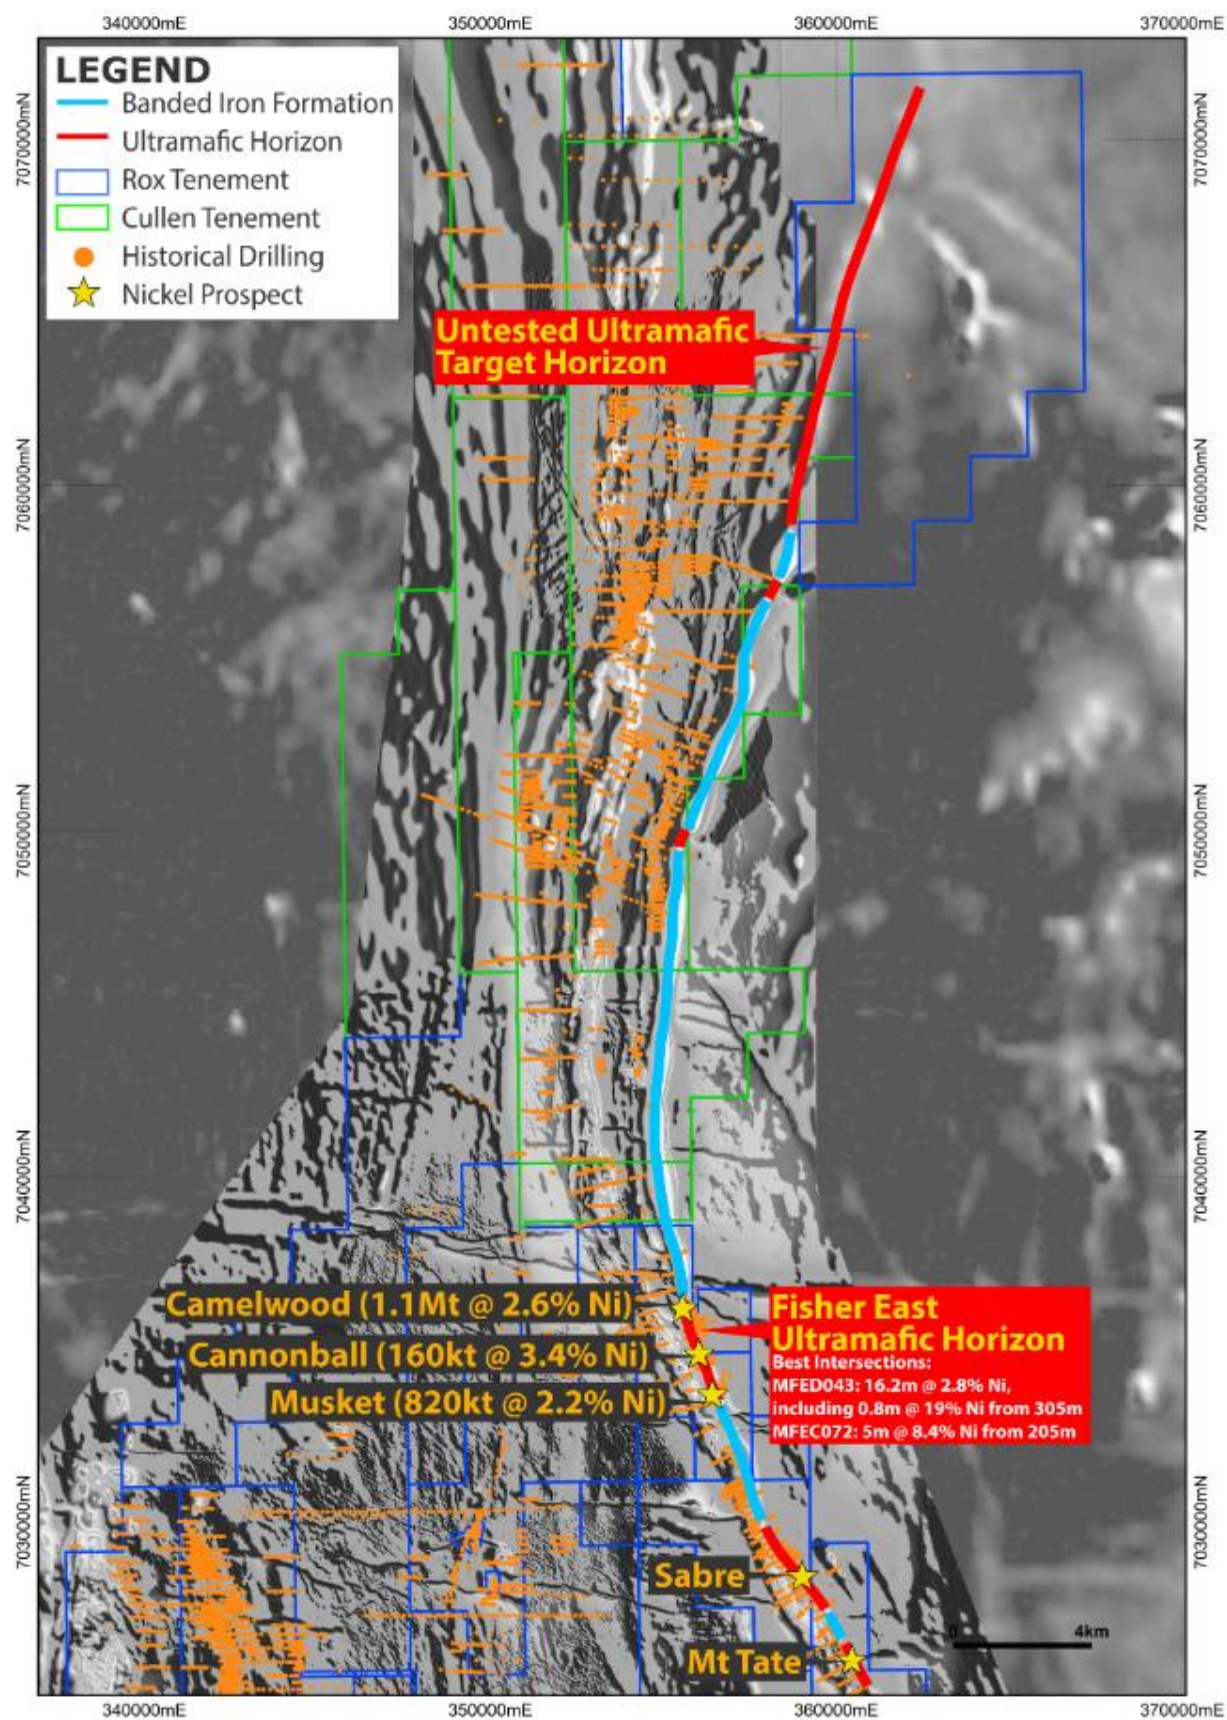 340000mE
350000mE
360000mE
370000mE
LEGEND
Banded Iron Formation
Ultramafic Horizon
Rox Tenement
Cullen Tenement
Historical Drilling
Nickel Prospect
7070000mN
7070000mN
Untested Ultramafic
Target Horizon
7060000mN
7060000mN
7050000mN
7050000mN
7040000mN
7040000mN
Camelwood (1.1Mt @ 2.6% Ni)
Cannonball (160kt @ 3.4% Ni)
Musket (820kt @ 2.2% Ni)
Fisher East
Ultramafic Horizon
Best Intersections:
MFED043: 16.2m @ 2.8% Ni,
including 0.8m @ 19% Ni from 305m
MFEC072: 5m @ 8.4% Ni from 205m
7030000mN
7030000mN
Sabre
0 4km
Mt Tate
340000mE
350000mE
360000mE
370000mE